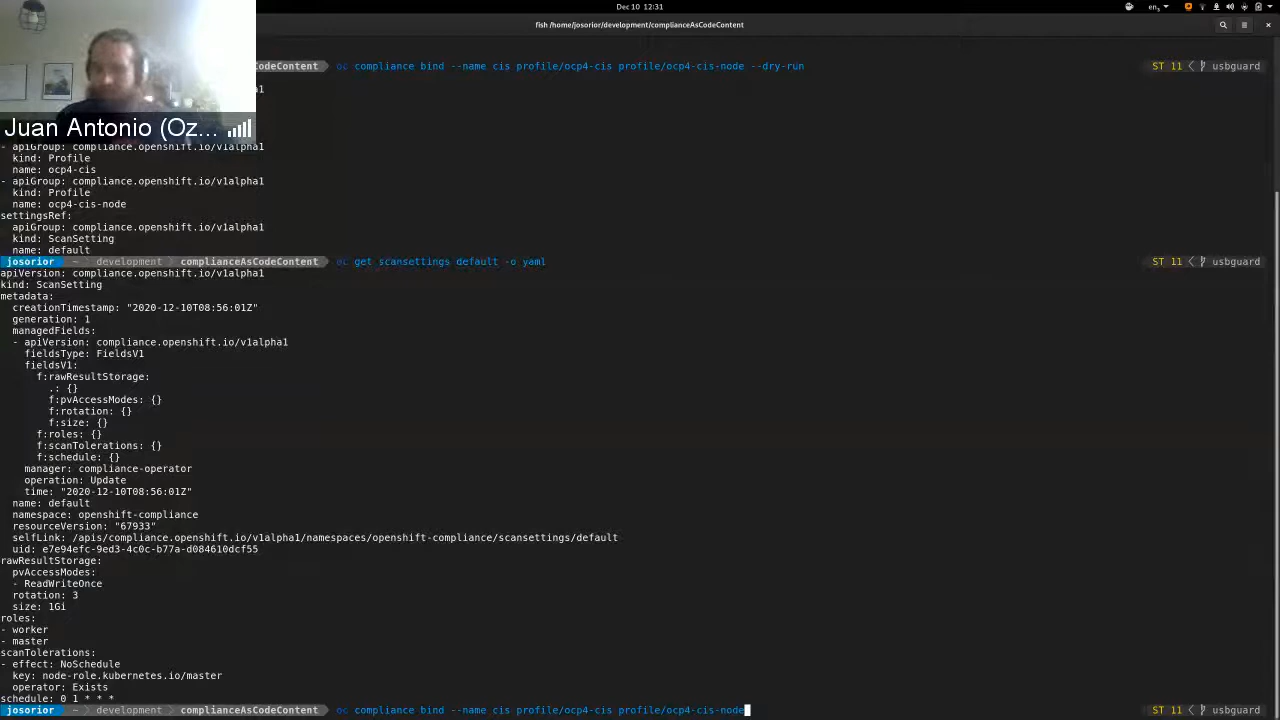 Dec 10 12:31
en₁
fish /home/josorior/development/complianceAsCodeContent
CodeContent oc compliance bind --name cis profile/ocp4-cis profile/ocp4-cis-node --dry-run ST 11 usbguard
a1
Juan Antonio (Oz...
- apiGroup: compliance.openshift.io/v1alpha1
kind: Profile
name: ocp4-cis
- apiGroup: compliance.openshift.io/v1alpha1
kind: Profile
name: ocp4-cis-node
settingsRef:
apiGroup: compliance.openshift.io/v1alpha1
kind: ScanSetting
name: default
josorior ~ development complianceAsCodeContent oc get scansettings default -o yaml ST 11 usbguard
apiVersion: compliance.openshift.io/v1alpha1
kind: ScanSetting
metadata:
creationTimestamp: "2020-12-10T08:56:01Z"
generation: 1
managedFields:
- apiVersion: compliance.openshift.io/v1alpha1
fieldsType: FieldsV1
fieldsV1:
f:rawResultStorage:
.: {}
f:pvAccessModes: {}
f:rotation: {}
f:size: {}
f:roles: {}
f:scanTolerations: {}
f:schedule: {}
manager: compliance-operator
operation: Update
time: "2020-12-10T08:56:01Z"
name: default
namespace: openshift-compliance
resourceVersion: "67933"
selfLink: /apis/compliance.openshift.io/v1alpha1/namespaces/openshift-compliance/scansettings/default
uid: e7e94efc-9ed3-4c0c-b77a-d084610dcf55
rawResultStorage:
pvAccessModes:
- ReadWriteOnce
rotation: 3
size: 1Gi
roles:
- worker
- master
scanTolerations:
- effect: NoSchedule
key: node-role.kubernetes.io/master
operator: Exists
schedule: 0 1 * * *
josorior ~ development complianceAsCodeContent oc compliance bind --name cis profile/ocp4-cis profile/ocp4-cis-node ST 11 usbguard